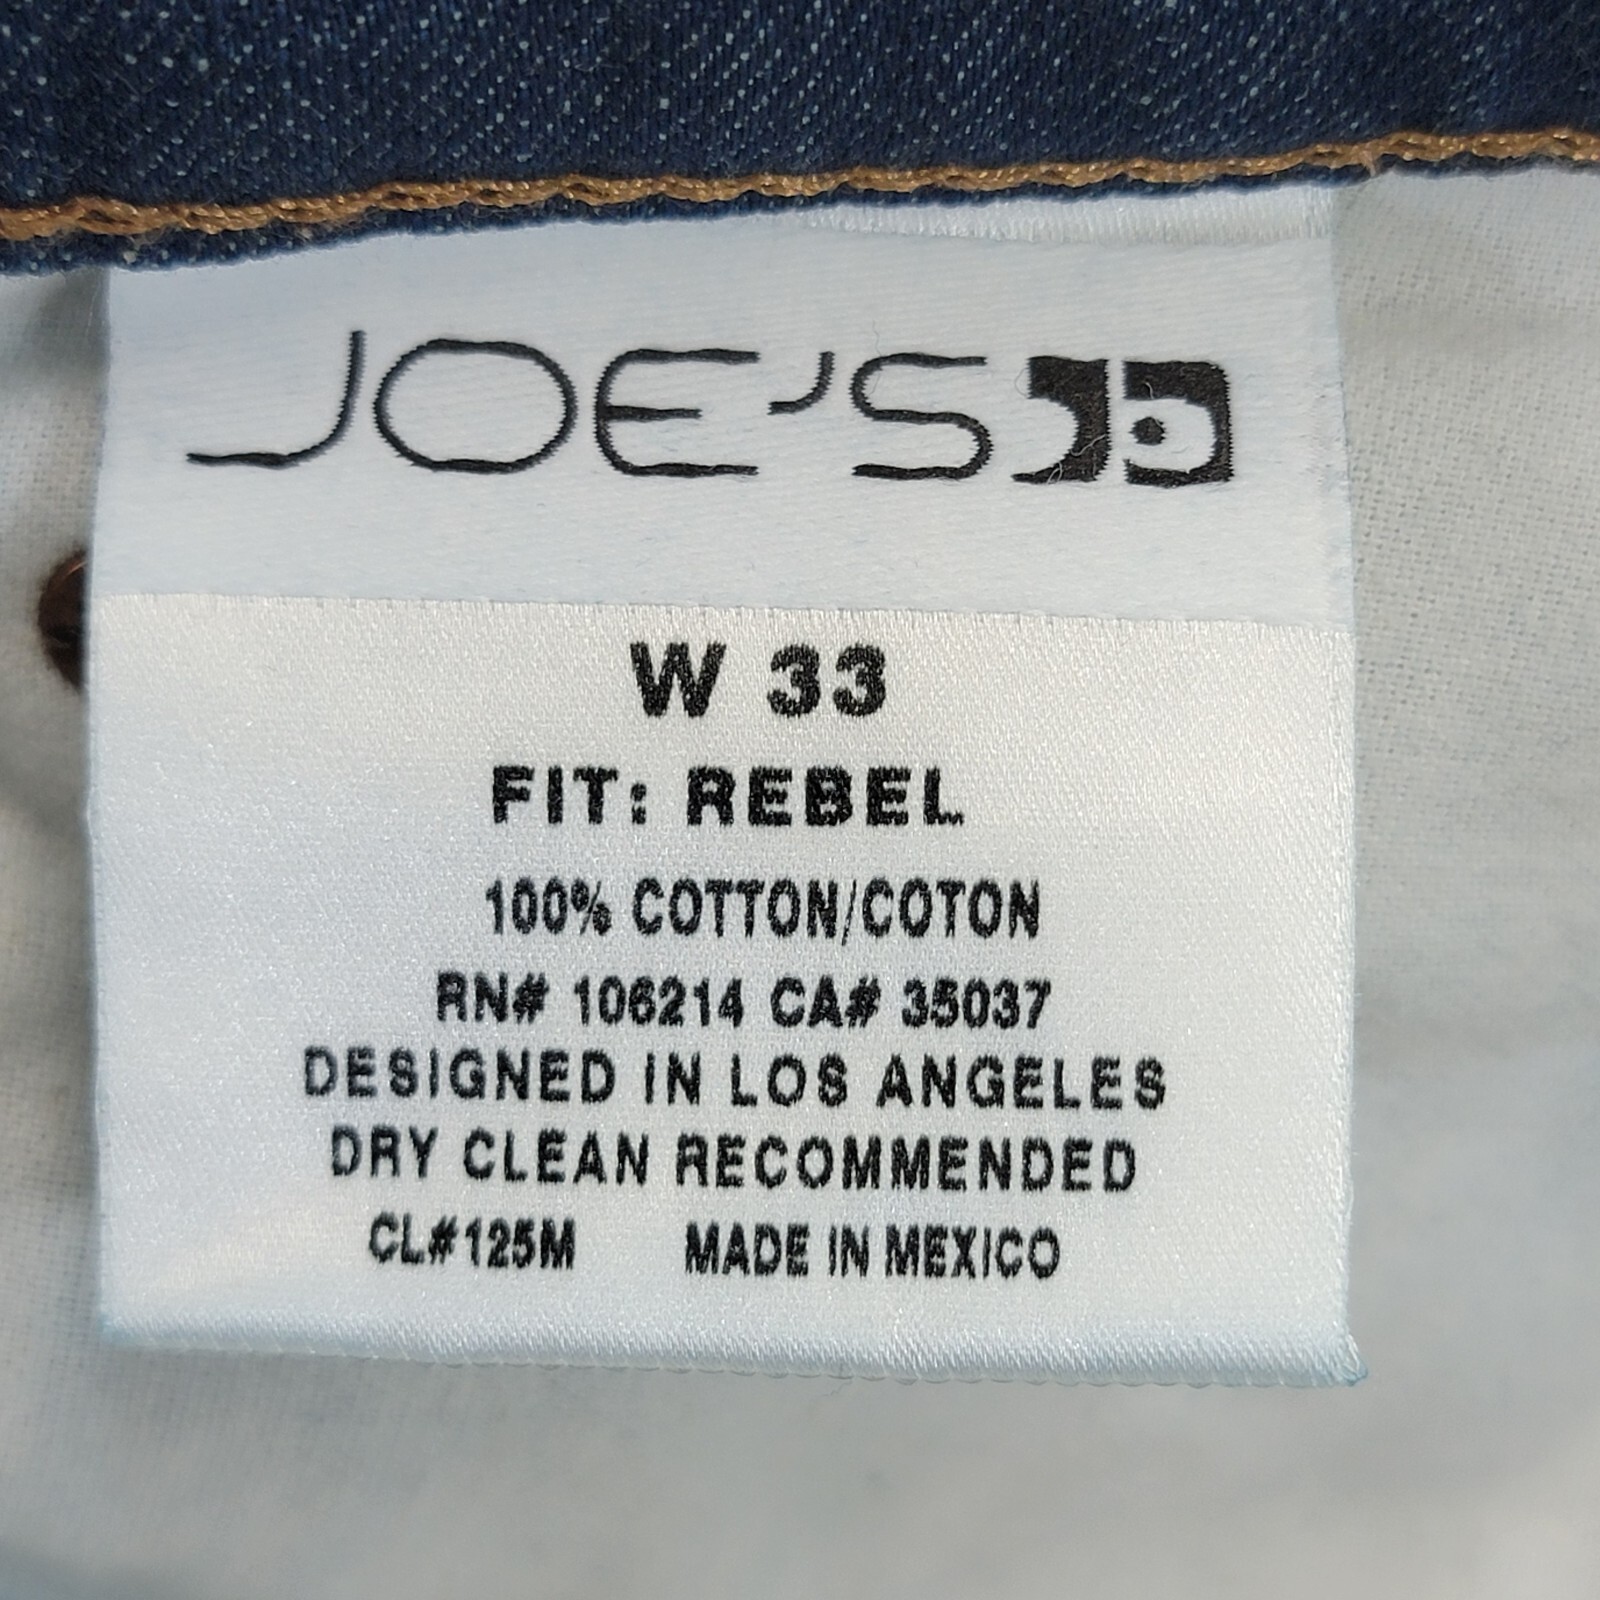 JOE'S
W 33
FIT: REBEL
100% COTTON/COTON
RN# 106214 CA# 35037
DESIGNED IN LOS ANGELES
DRY CLEAN RECOMMENDED
CL#125M MADE IN MEXICO